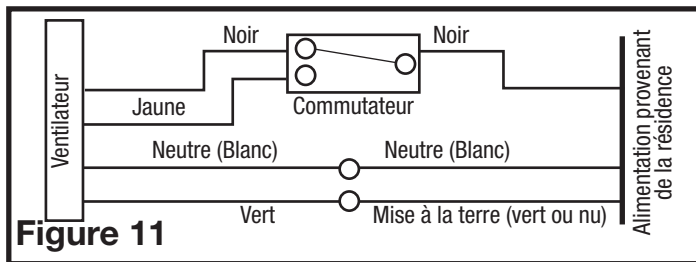 Noir
Noir
Ventilateur
Jaune
Commutateur
Alimentation provenant
de la résidence
Neutre (Blanc)
Neutre (Blanc)
Vert
Mise à la terre (vert ou nu)
Figure 11